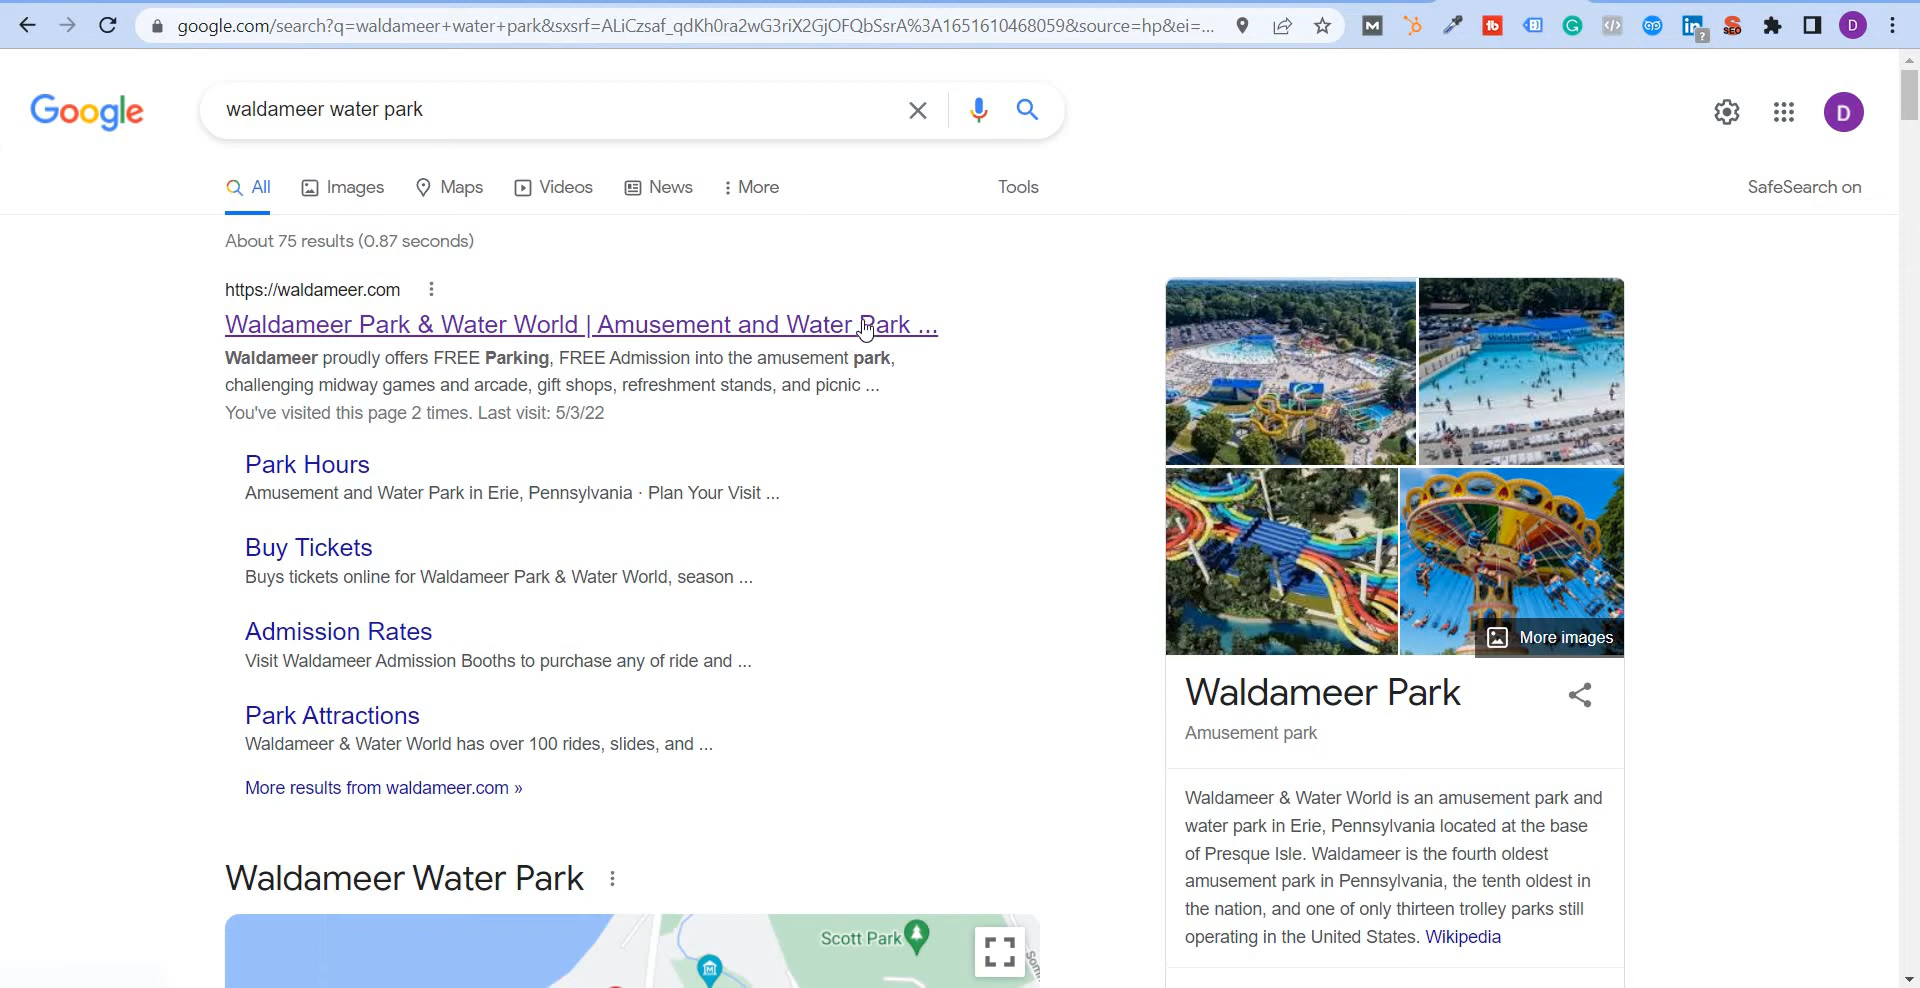 google.com/search?q=waldameer+water+park&sxsrf=ALiCzsaf_qdKh0ra2wG3riX2GjOFQbSsrA%3A1651610468059&source=hp&ei=...
Google
waldameer water park
D
All
Images
Maps
Videos
News
More
Tools
SafeSearch on
About 75 results (0.87 seconds)
https://waldameer.com
Waldameer Park & Water World | Amusement and Water Park ...
Waldameer proudly offers FREE Parking, FREE Admission into the amusement park,
challenging midway games and arcade, gift shops, refreshment stands, and picnic ...
You've visited this page 2 times. Last visit: 5/3/22
Park Hours
Amusement and Water Park in Erie, Pennsylvania · Plan Your Visit ...
Buy Tickets
Buys tickets online for Waldameer Park & Water World, season ...
Admission Rates
Visit Waldameer Admission Booths to purchase any of ride and ...
Park Attractions
Waldameer & Water World has over 100 rides, slides, and ...
More results from waldameer.com »
Waldameer Water Park
Scott Park
More images
Waldameer Park
Amusement park
Waldameer & Water World is an amusement park and
water park in Erie, Pennsylvania located at the base
of Presque Isle. Waldameer is the fourth oldest
amusement park in Pennsylvania, the tenth oldest in
the nation, and one of only thirteen trolley parks still
operating in the United States. Wikipedia